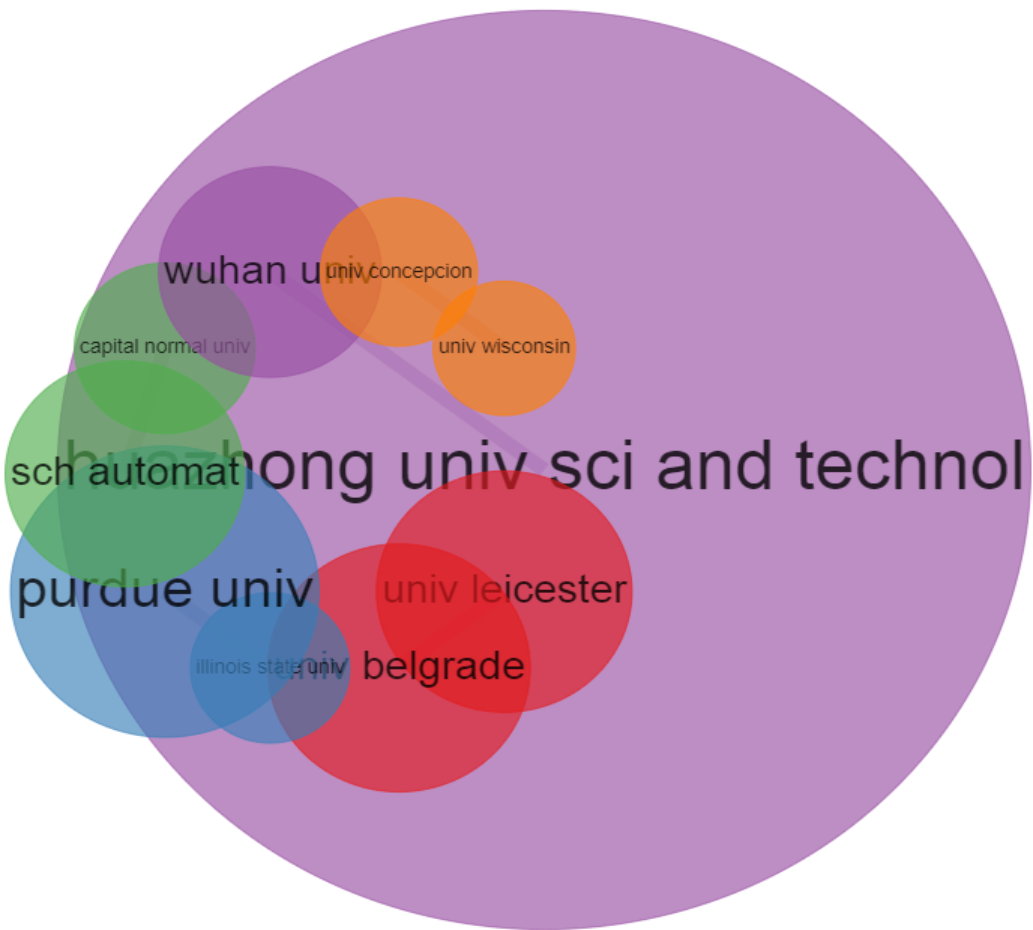 wuhan univ
univ concepcion
capital normal univ
univ wisconsin
huazhong univ sci and technol
sch automat
purdue univ
univ leicester
illinois state univ
univ belgrade